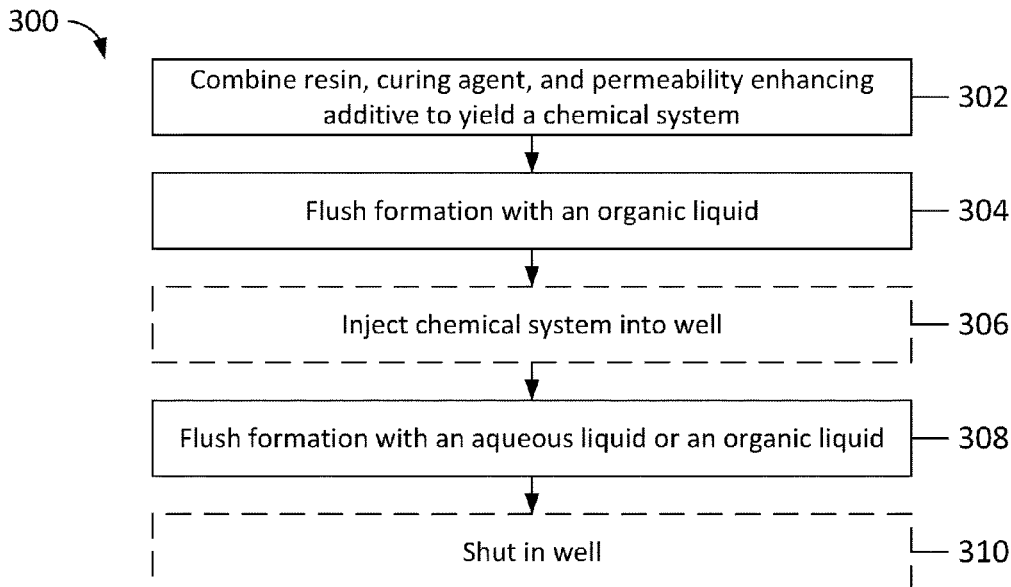 300
Combine resin, curing agent, and permeability enhancing
additive to yield a chemical system
302
Flush formation with an organic liquid
304
Inject chemical system into well
306
Flush formation with an aqueous liquid or an organic liquid
308
Shut in well
310